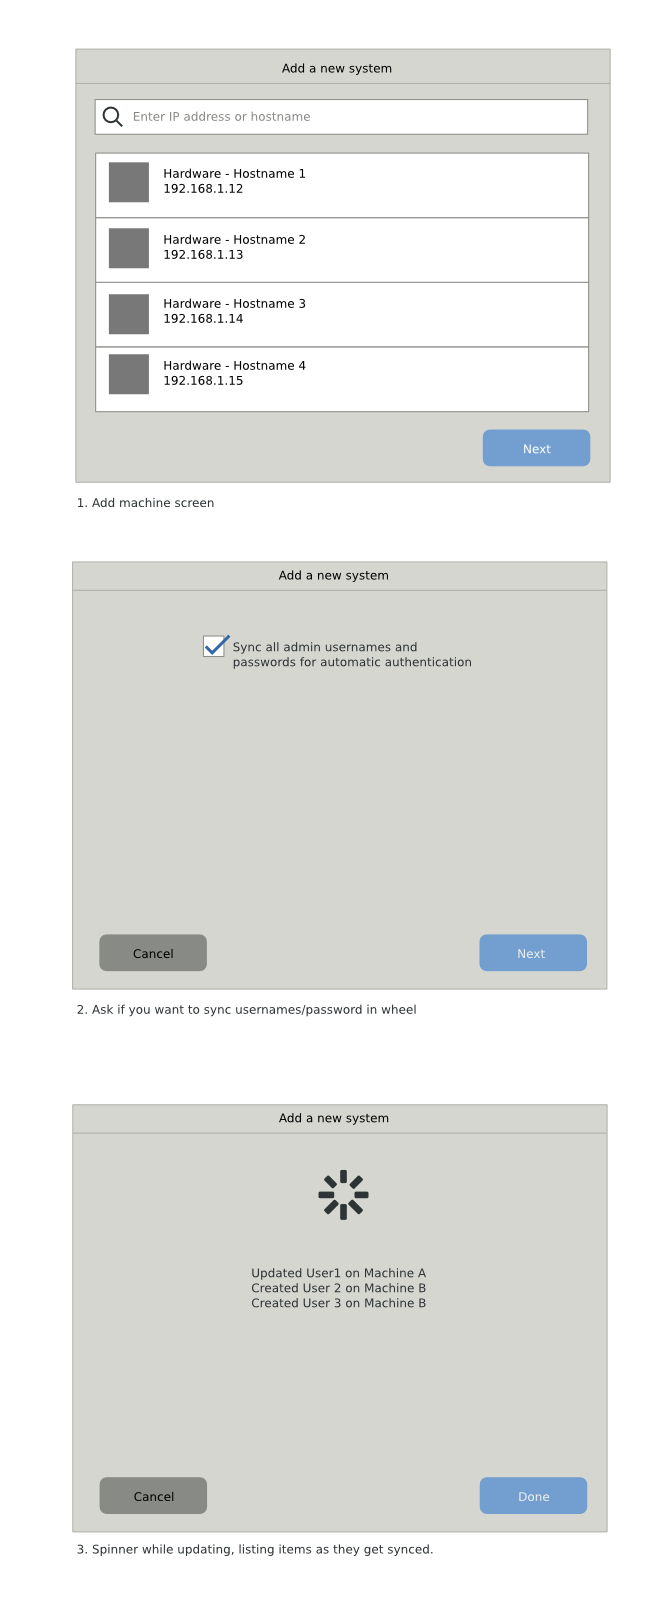 Add a new system
Enter IP address or hostname
Hardware - Hostname 1
192.168.1.12
Hardware - Hostname 2
192.168.1.13
Hardware - Hostname 3
192.168.1.14
Hardware - Hostname 4
192.168.1.15
Next
1. Add machine screen
Add a new system
Sync all admin usernames and
passwords for automatic authentication
Cancel
Next
2. Ask if you want to sync usernames/password in wheel
Add a new system
Updated User1 on Machine A
Created User 2 on Machine B
Created User 3 on Machine B
Cancel
Done
3. Spinner while updating, listing items as they get synced.